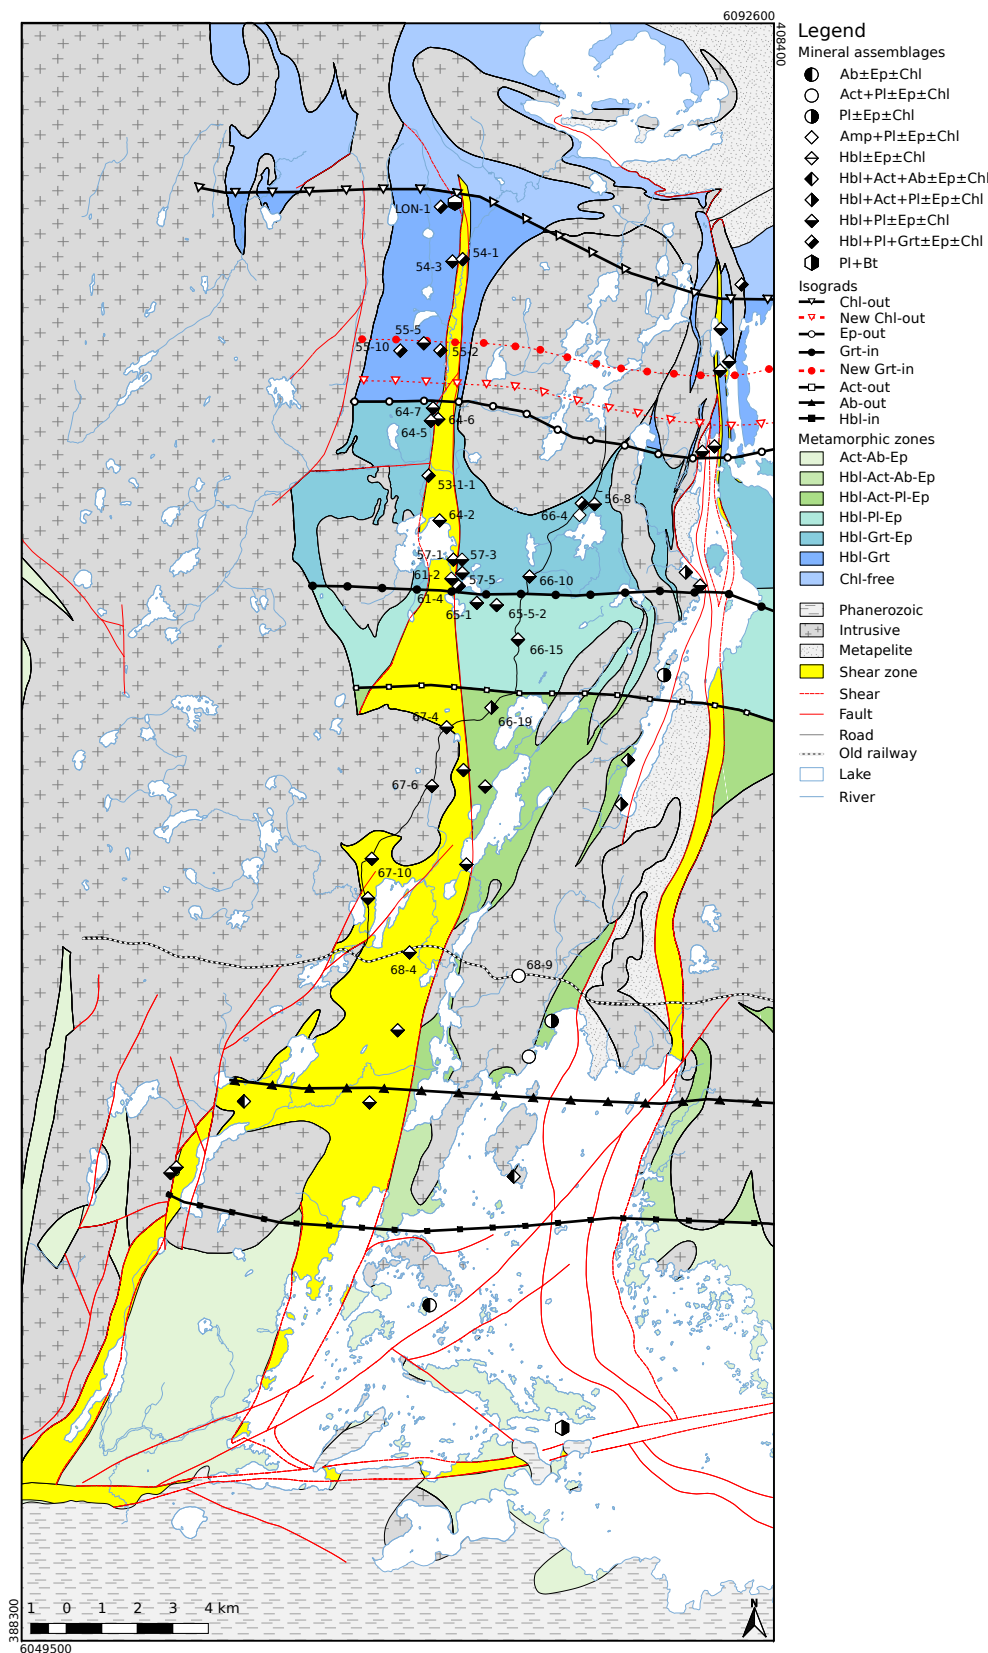 6092600
408400
Legend
Mineral assemblages
Ab±Ep±Chl
Act+Pl±Ep±Chl
Pl±Ep±Chl
Amp+Pl±Ep±Chl
Hbl±Ep±Chl
Hbl+Act+Ab±Ep±Chl
Hbl+Act+Pl±Ep±Chl
Hbl+Pl±Ep±Chl
Hbl+Pl+Grt±Ep±Chl
Pl+Bt
Isograds
Chl-out
New Chl-out
Ep-out
Grt-in
New Grt-in
Act-out
Ab-out
Hbl-in
Metamorphic zones
Act-Ab-Ep
Hbl-Act-Ab-Ep
Hbl-Act-Pl-Ep
Hbl-Pl-Ep
Hbl-Grt-Ep
Hbl-Grt
Chl-free
Phanerozoic
Intrusive
Metapelite
Shear zone
Shear
Fault
Road
Old railway
Lake
River
LON-1
54-1
54-3
55-5
55-10
55-2
64-7
64-6
64-5
53-1-1
56-8
64-2
66-4
57-1
57-3
61-2
57-5
66-10
61-4
65-1
65-5-2
66-15
67-4
66-19
67-6
67-10
68-4
68-9
1 0 1 2 3 4 km
N
388300
6049500